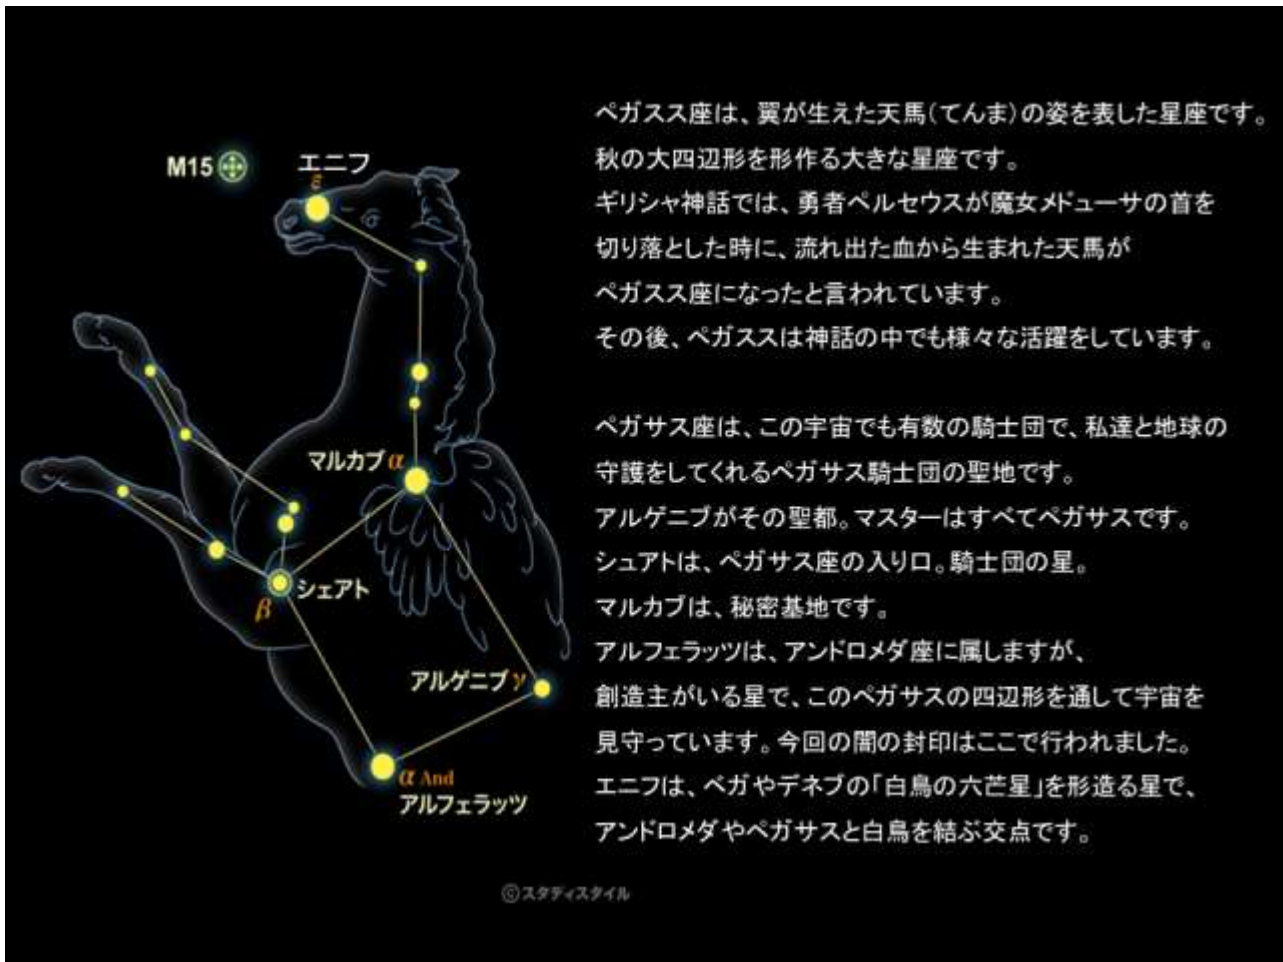 M15
エニフ
ε
マルカブ α
シェアト
β
アルゲニブ γ
α And
アルフェラッツ
ペガスス座は、翼が生えた天馬(てんま)の姿を表した星座です。
秋の大四辺形を形作る大きな星座です。
ギリシャ神話では、勇者ペルセウスが魔女メドューサの首を
切り落とした時に、流れ出た血から生まれた天馬が
ペガスス座になったと言われています。
その後、ペガススは神話の中でも様々な活躍をしています。
ペガサス座は、この宇宙でも有数の騎士団で、私達と地球の
守護をしてくれるペガサス騎士団の聖地です。
アルゲニブがその聖都。マスターはすべてペガサスです。
シュアトは、ペガサス座の入り口。騎士団の星。
マルカブは、秘密基地です。
アルフェラッツは、アンドロメダ座に属しますが、
創造主がいる星で、このペガサスの四辺形を通して宇宙を
見守っています。今回の闇の封印はここで行われました。
エニフは、ベガやデネブの「白鳥の六芒星」を形造る星で、
アンドロメダやペガサスと白鳥を結ぶ交点です。
©スタディスタイル